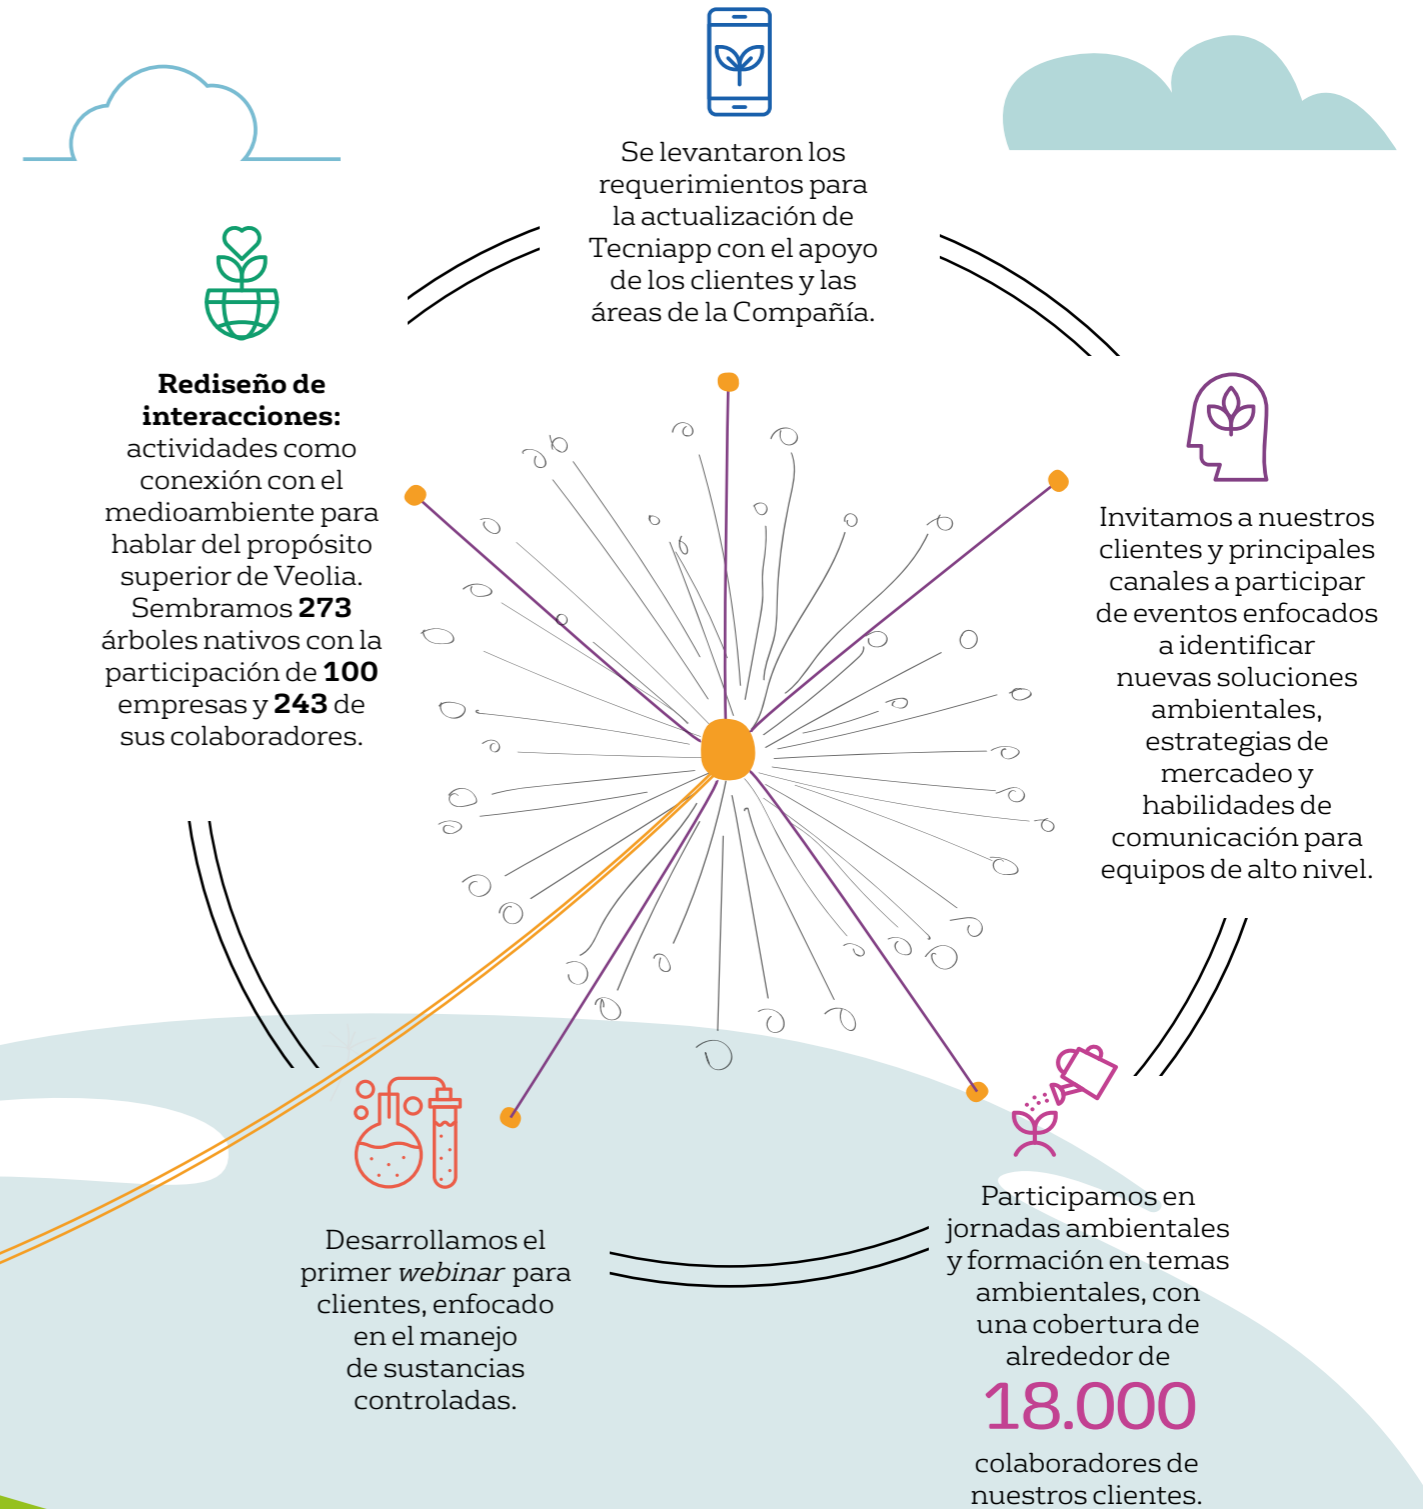 Se levantaron los
requerimientos para
la actualización de
Tecniapp con el apoyo
de los clientes y las
áreas de la Compañía.
Rediseño de
interacciones:
actividades como
conexión con el
medioambiente para
hablar del propósito
superior de Veolia.
Sembramos 273
árboles nativos con la
participación de 100
empresas y 243 de
sus colaboradores.
Invitamos a nuestros
clientes y principales
canales a participar
de eventos enfocados
a identificar
nuevas soluciones
ambientales,
estrategias de
mercadeo y
habilidades de
comunicación para
equipos de alto nivel.
Desarrollamos el
primer webinar para
clientes, enfocado
en el manejo
de sustancias
controladas.
Participamos en
jornadas ambientales
y formación en temas
ambientales, con
una cobertura de
alrededor de
18.000
colaboradores de
nuestros clientes.